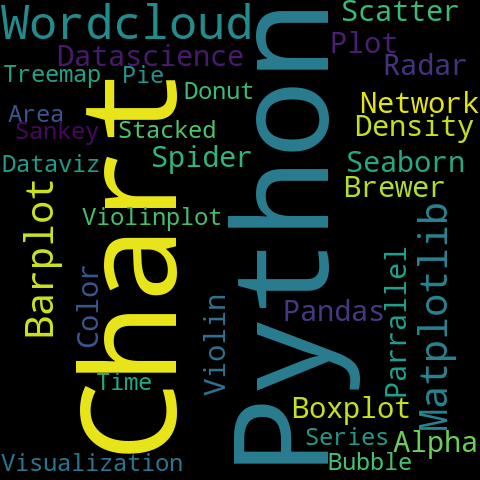 Wordcloud
Scatter
Datascience
Plot
Radar
Treemap
Pie
Donut
Network
Area
Sankey
Stacked
Density
Dataviz
Spider
Seaborn
Brewer
Chart
Python
Barplot
Violinplot
Matplotlib
Color
Violin
Pandas
Parrallel
Time
Boxplot
Series
Alpha
Visualization
Bubble